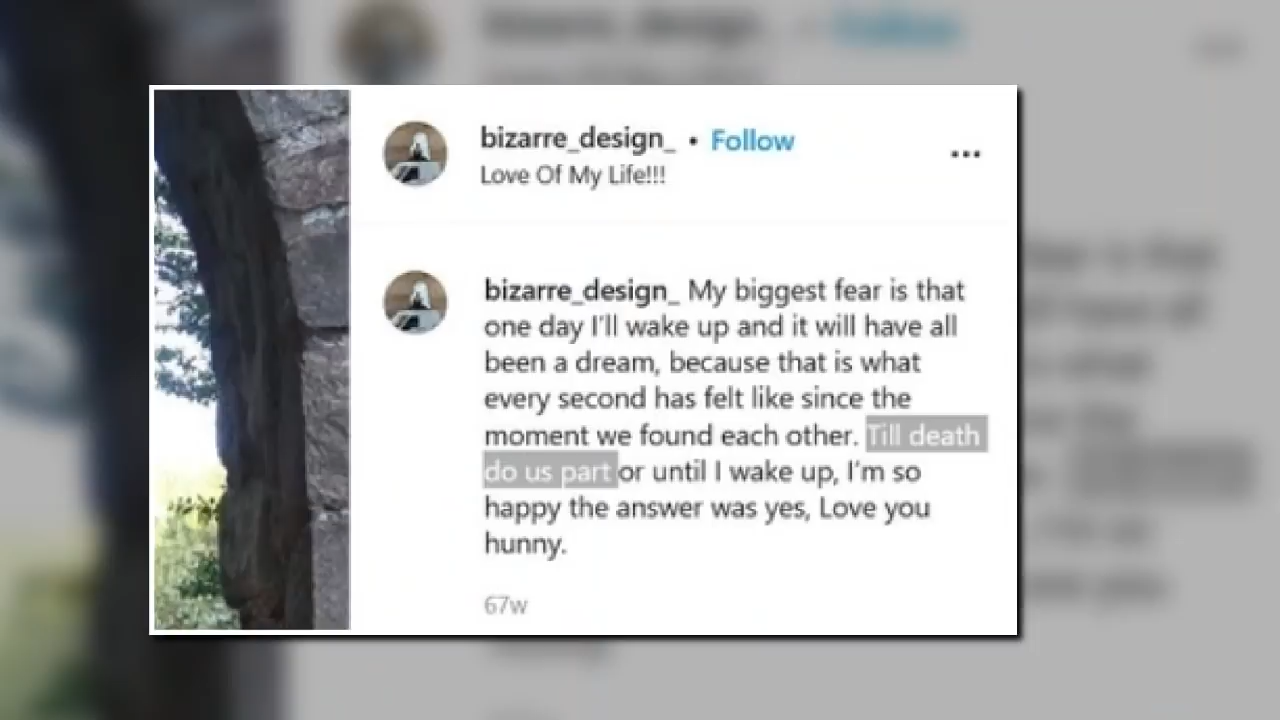 bizarre_design_ • Follow
Love Of My Life!!!
bizarre_design_ My biggest fear is that
one day I'll wake up and it will have all
been a dream, because that is what
every second has felt like since the
moment we found each other. Till death
do us part or until I wake up, I'm so
happy the answer was yes, Love you
hunny.
67w